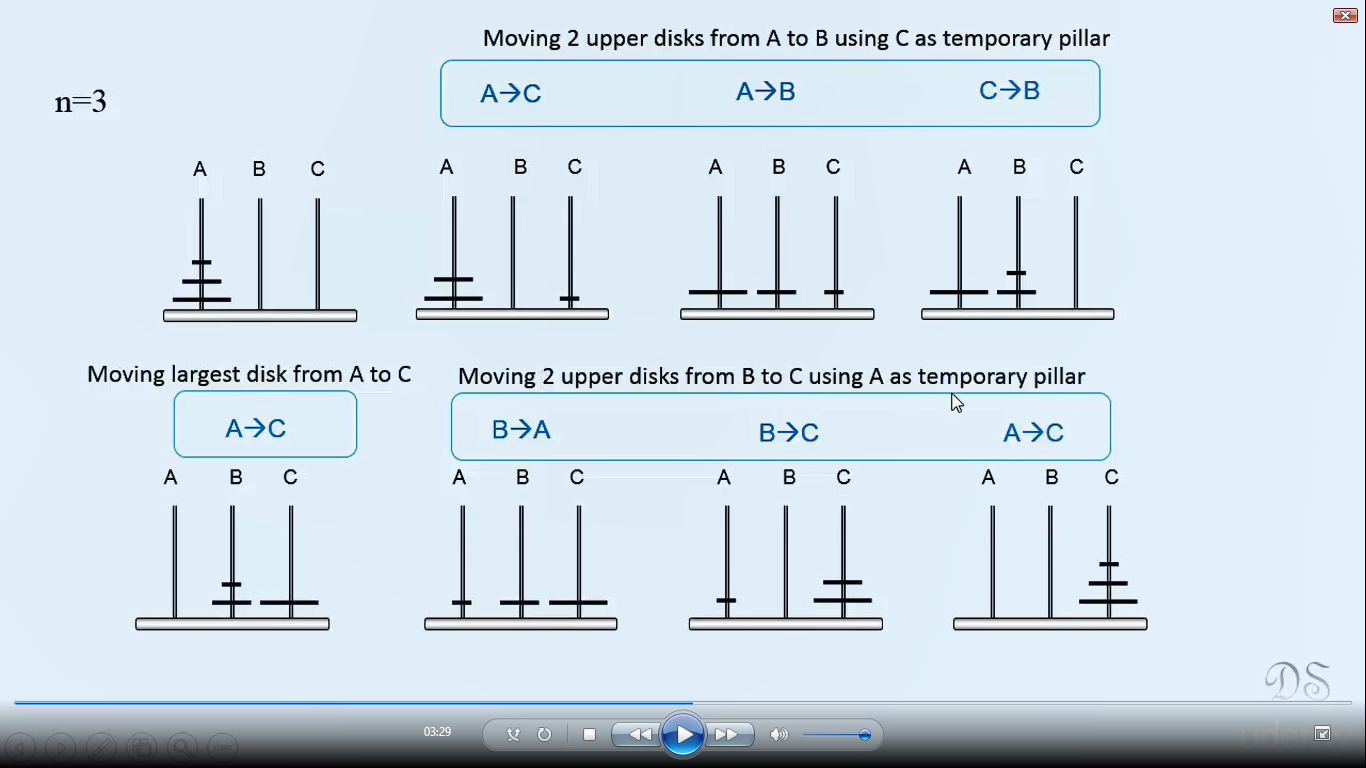 Moving 2 upper disks from A to B using C as temporary pillar
n=3
A→C A→B C→B
A B C A B C A B C A B C
Moving largest disk from A to C
Moving 2 upper disks from B to C using A as temporary pillar
A→C B→A B→C A→C
A B C A B C A B C A B C
DS
03:29
udemy